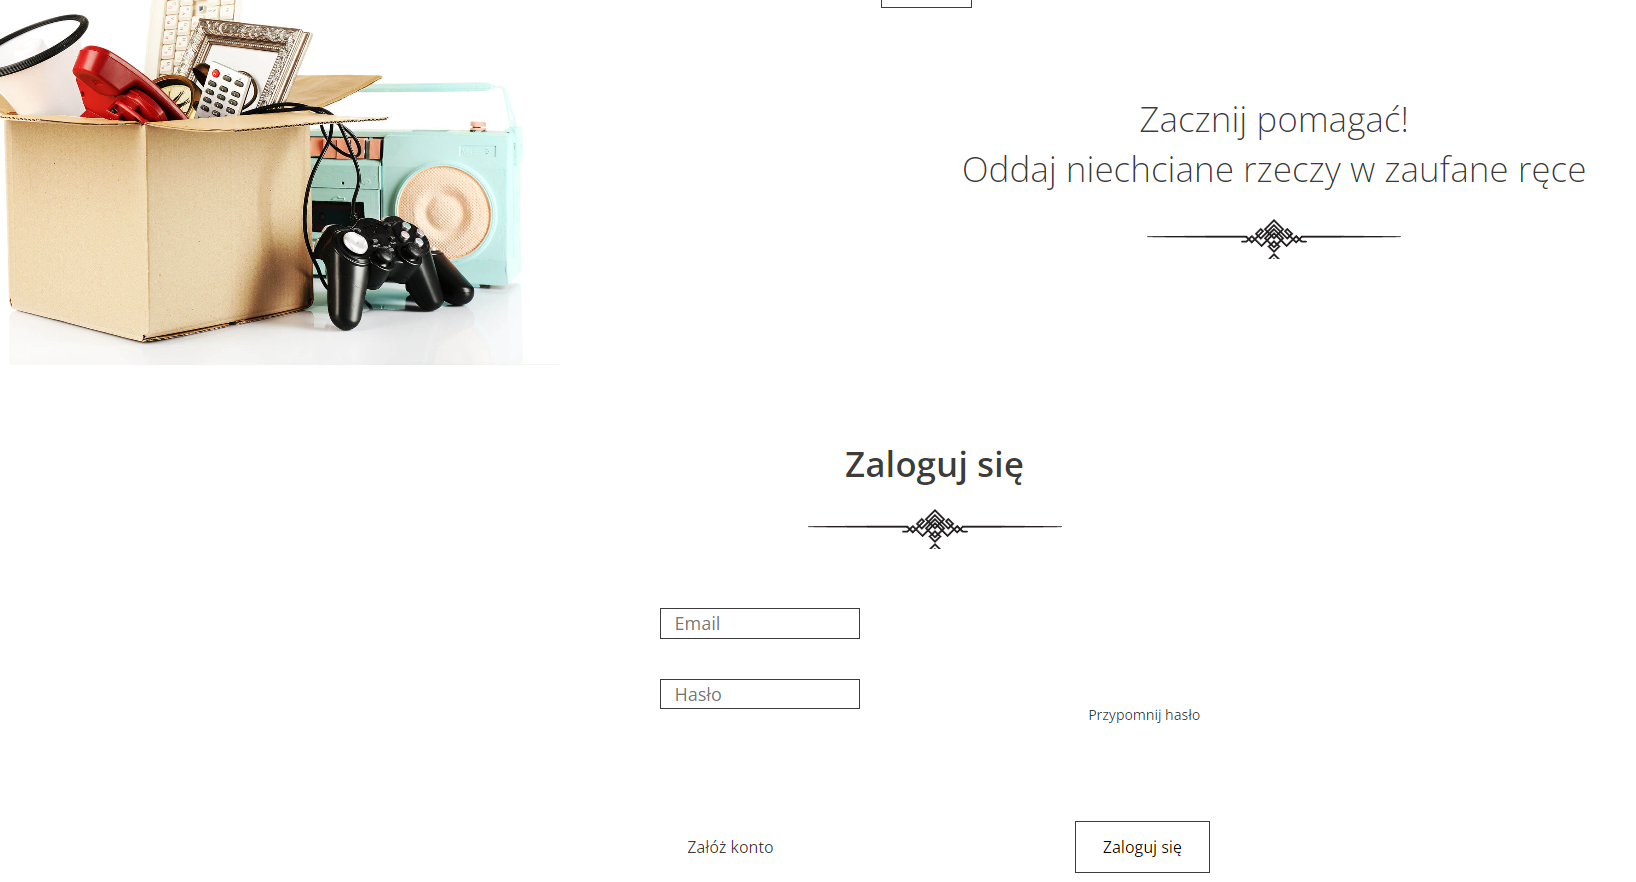 Zacznij pomagać!
Oddaj niechciane rzeczy w zaufane ręce
Zaloguj się
Email
Hasło
Przypomnij hasło
Załóż konto
Zaloguj się